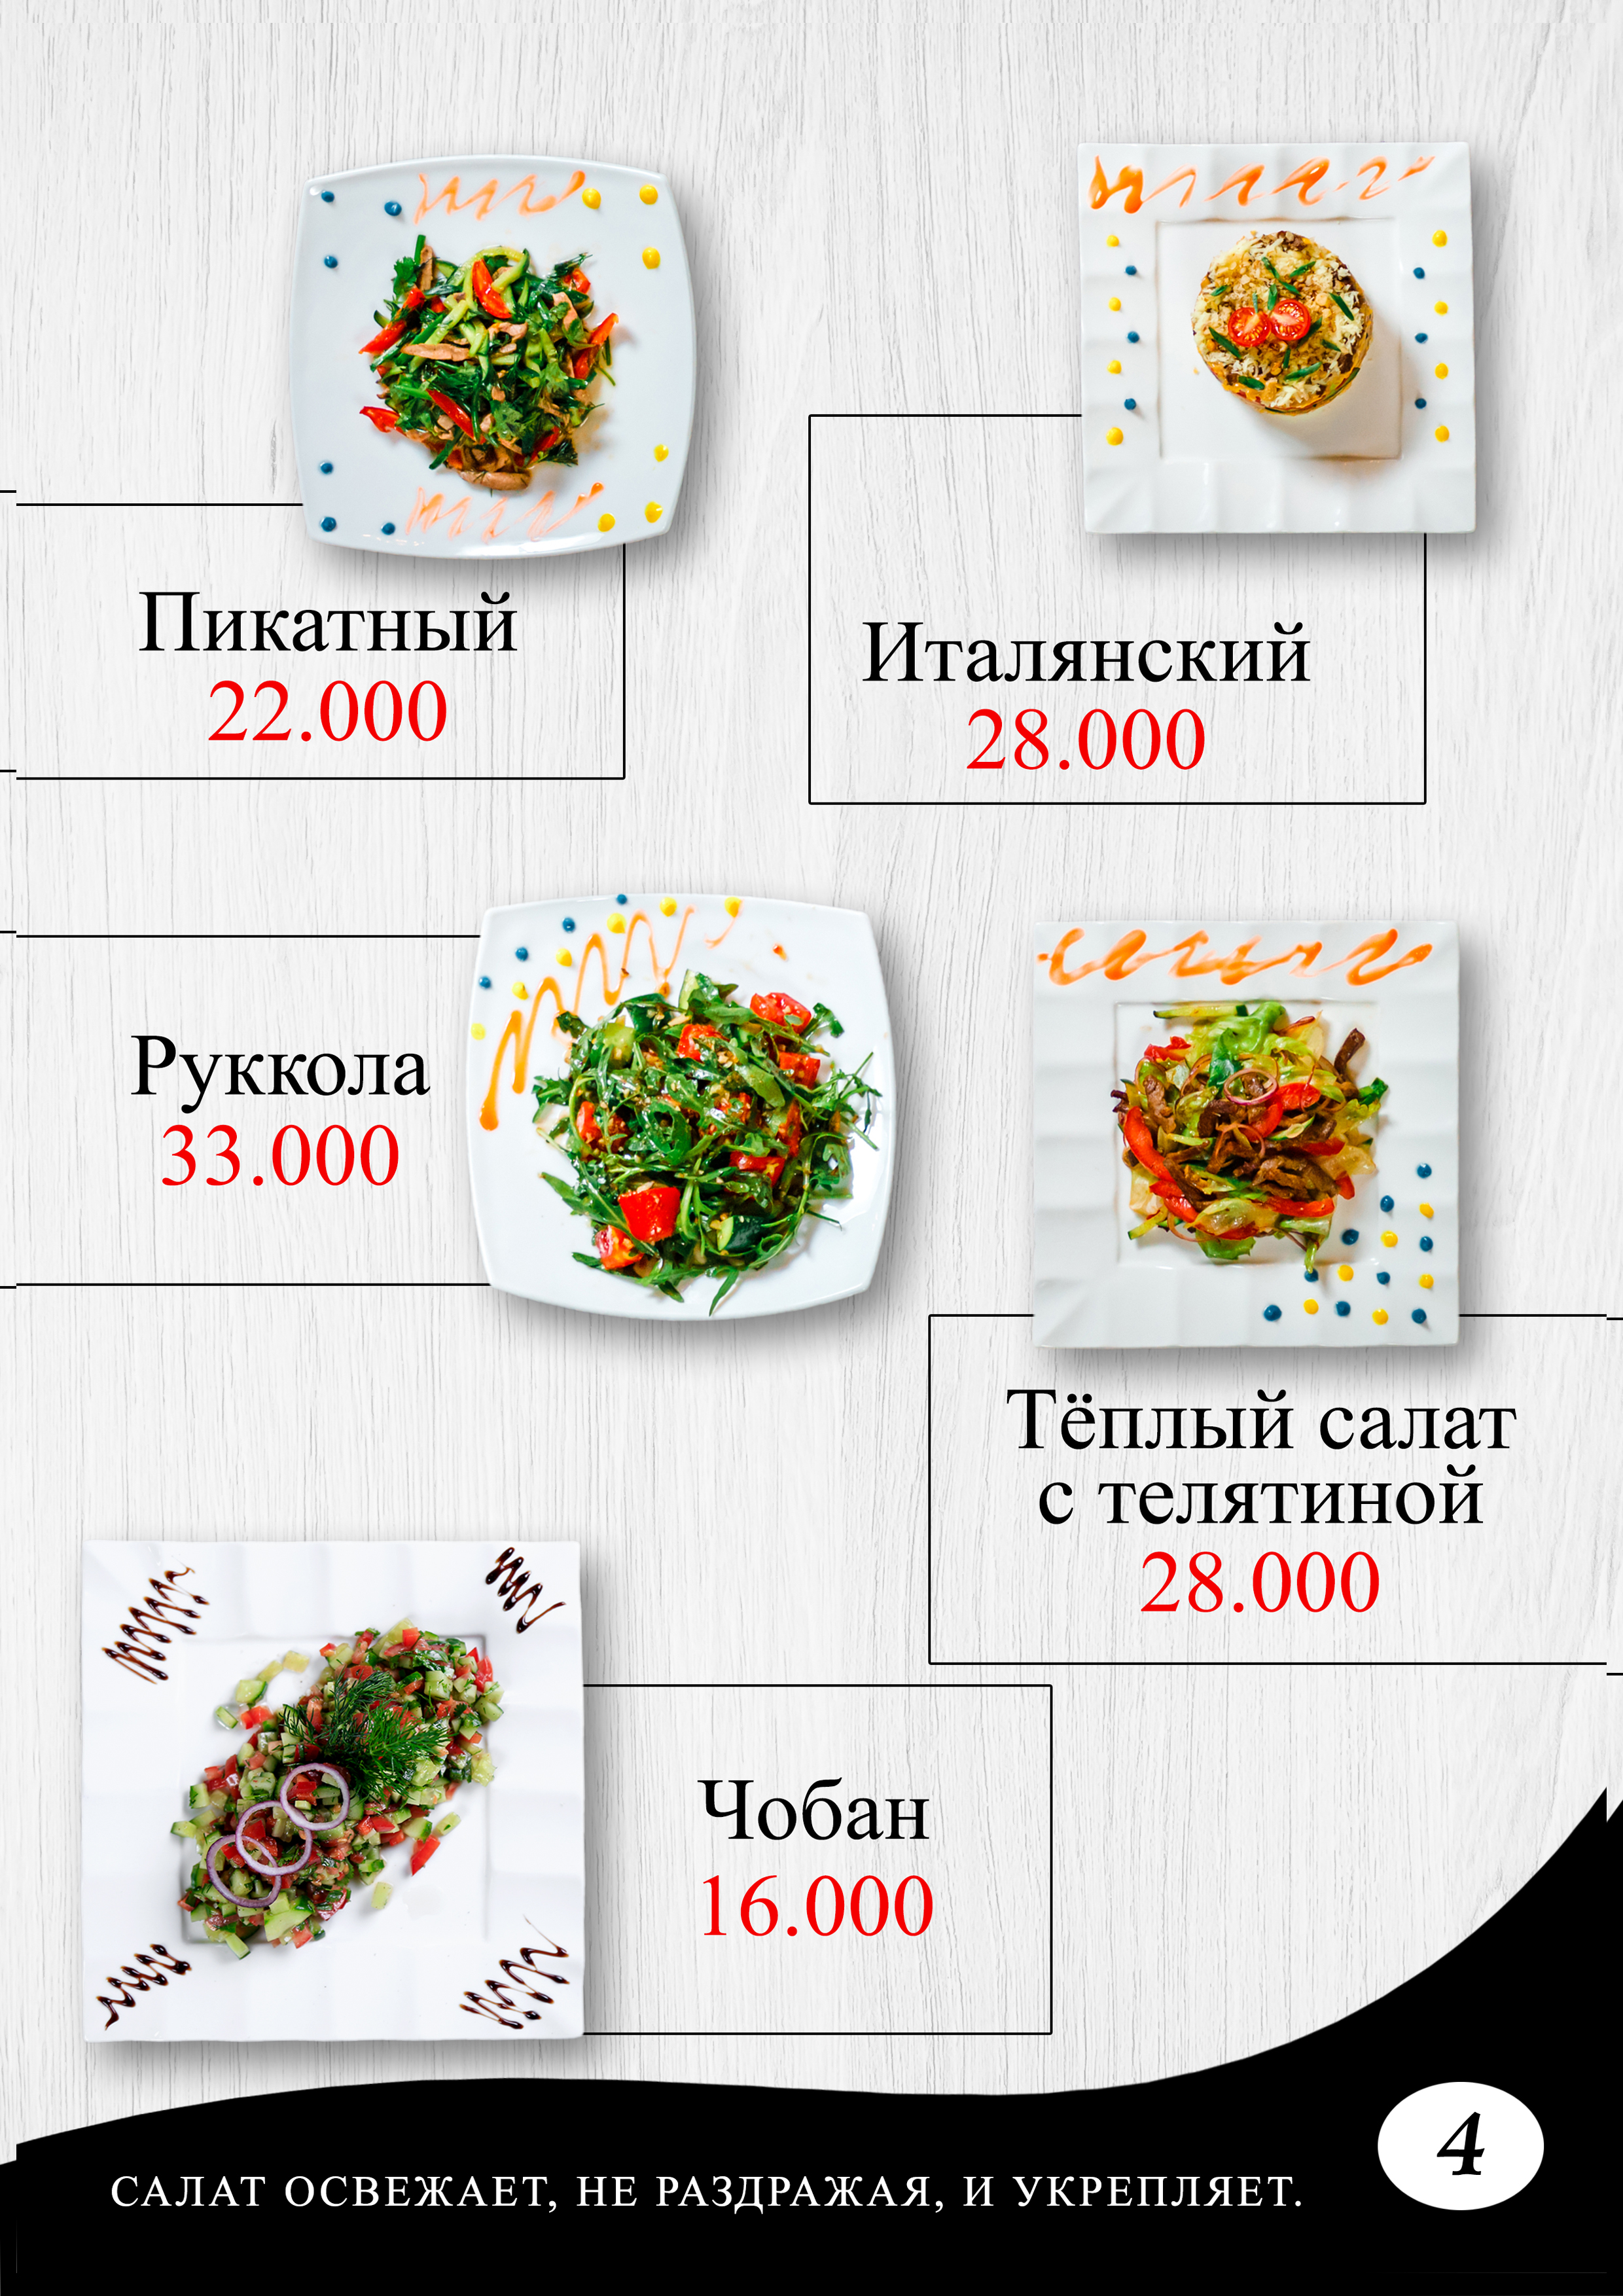 Пикатный
22.000
Италянский
28.000
Руккола
33.000
Тёплый салат
с телятиной
28.000
Чобан
16.000
САЛАТ ОСВЕЖАЕТ, НЕ РАЗДРАЖАЯ, И УКРЕПЛЯЕТ.
4